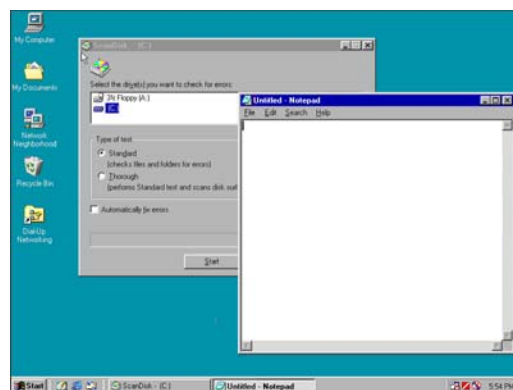 My Computer
My Documents
Network
Neighborhood
Recycle Bin
Dial-Up
Networking
ScanDisk - (C:)
Select the drive(s) you want to check for errors:
3½ Floppy (A:)
(C:)
Type of test
Standard
(checks files and folders for errors)
Thorough
(performs Standard test and scans disk surf
Automatically fix errors
Start
Untitled - Notepad
File Edit Search Help
Start
ScanDisk - (C:)
Untitled - Notepad
5:54 PM